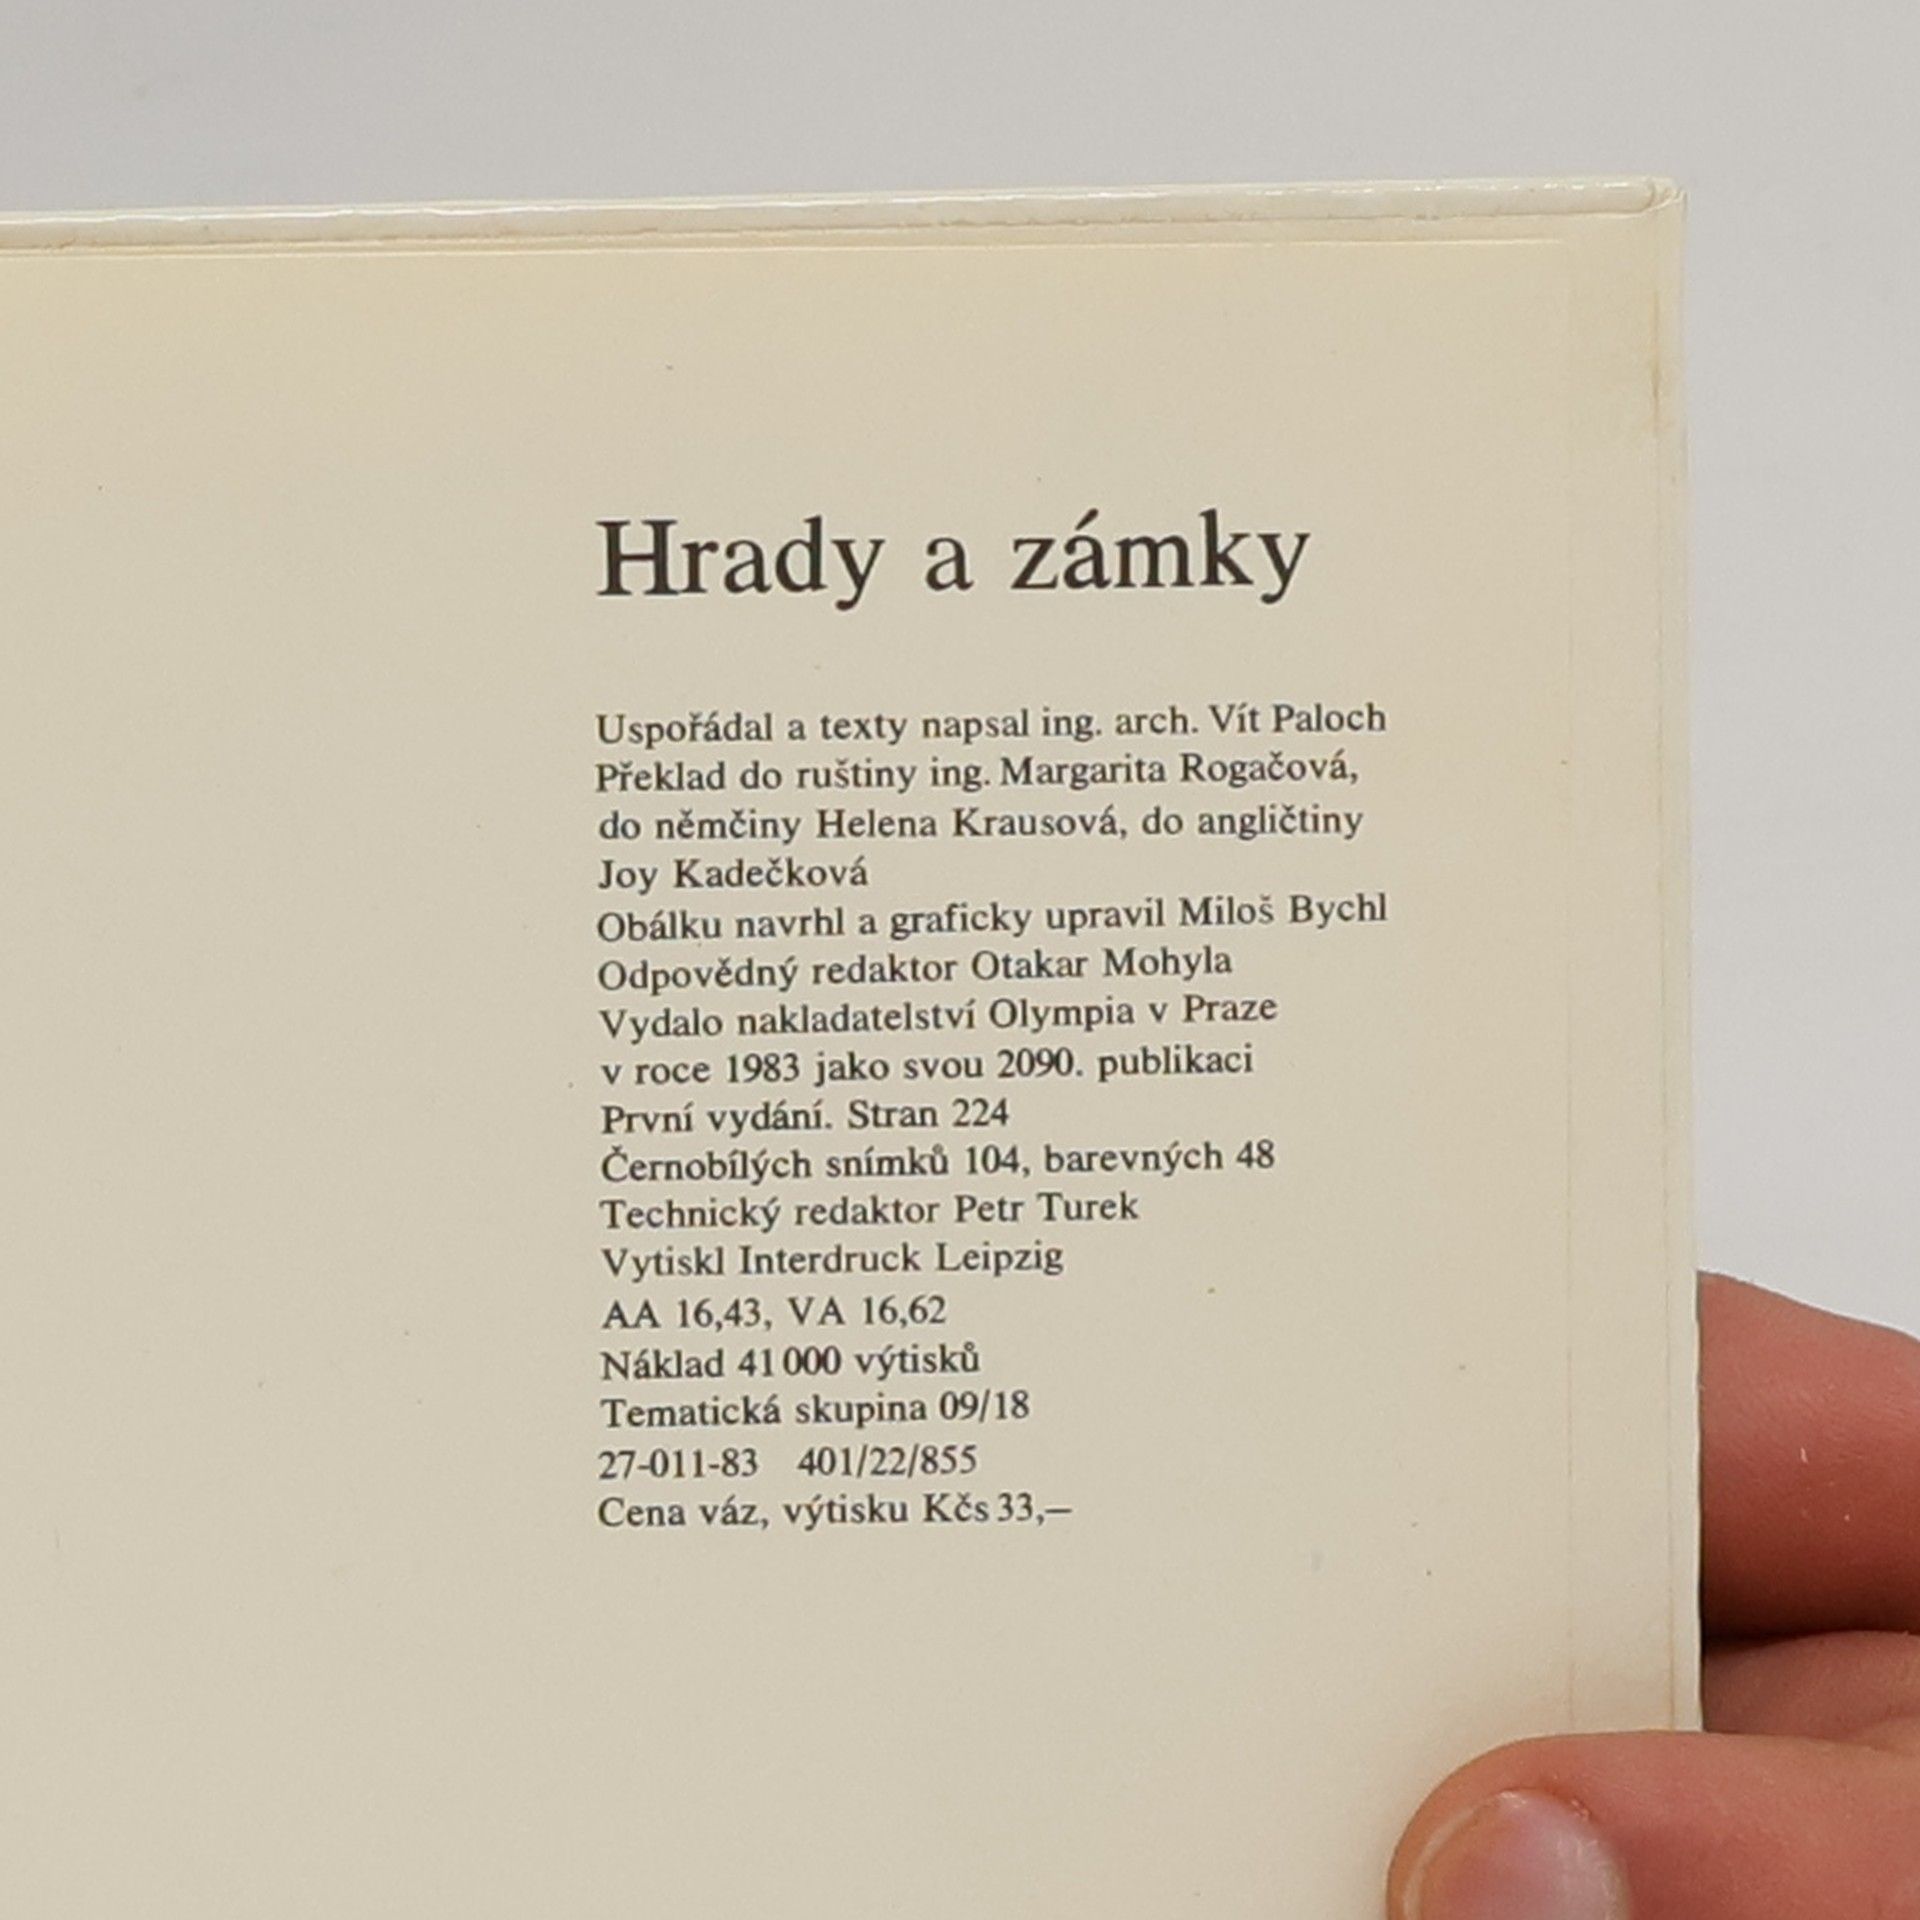 Hrady a zámky
Uspořádal a texty napsal ing. arch. Vít Paloch
Překlad do ruštiny ing. Margarita Rogačová,
do němčiny Helena Krausová, do angličtiny
Joy Kadečková
Obálku navrhl a graficky upravil Miloš Bychl
Odpovědný redaktor Otakar Mohyla
Vydalo nakladatelství Olympia v Praze
v roce 1983 jako svou 2090. publikaci
První vydání. Stran 224
Černobílých snímků 104, barevných 48
Technický redaktor Petr Turek
Vytiskl Interdruck Leipzig
AA 16,43, VA 16,62
Náklad 41 000 výtisků
Tematická skupina 09/18
27-011-83 401/22/855
Cena váz, výtisku Kčs 33,—